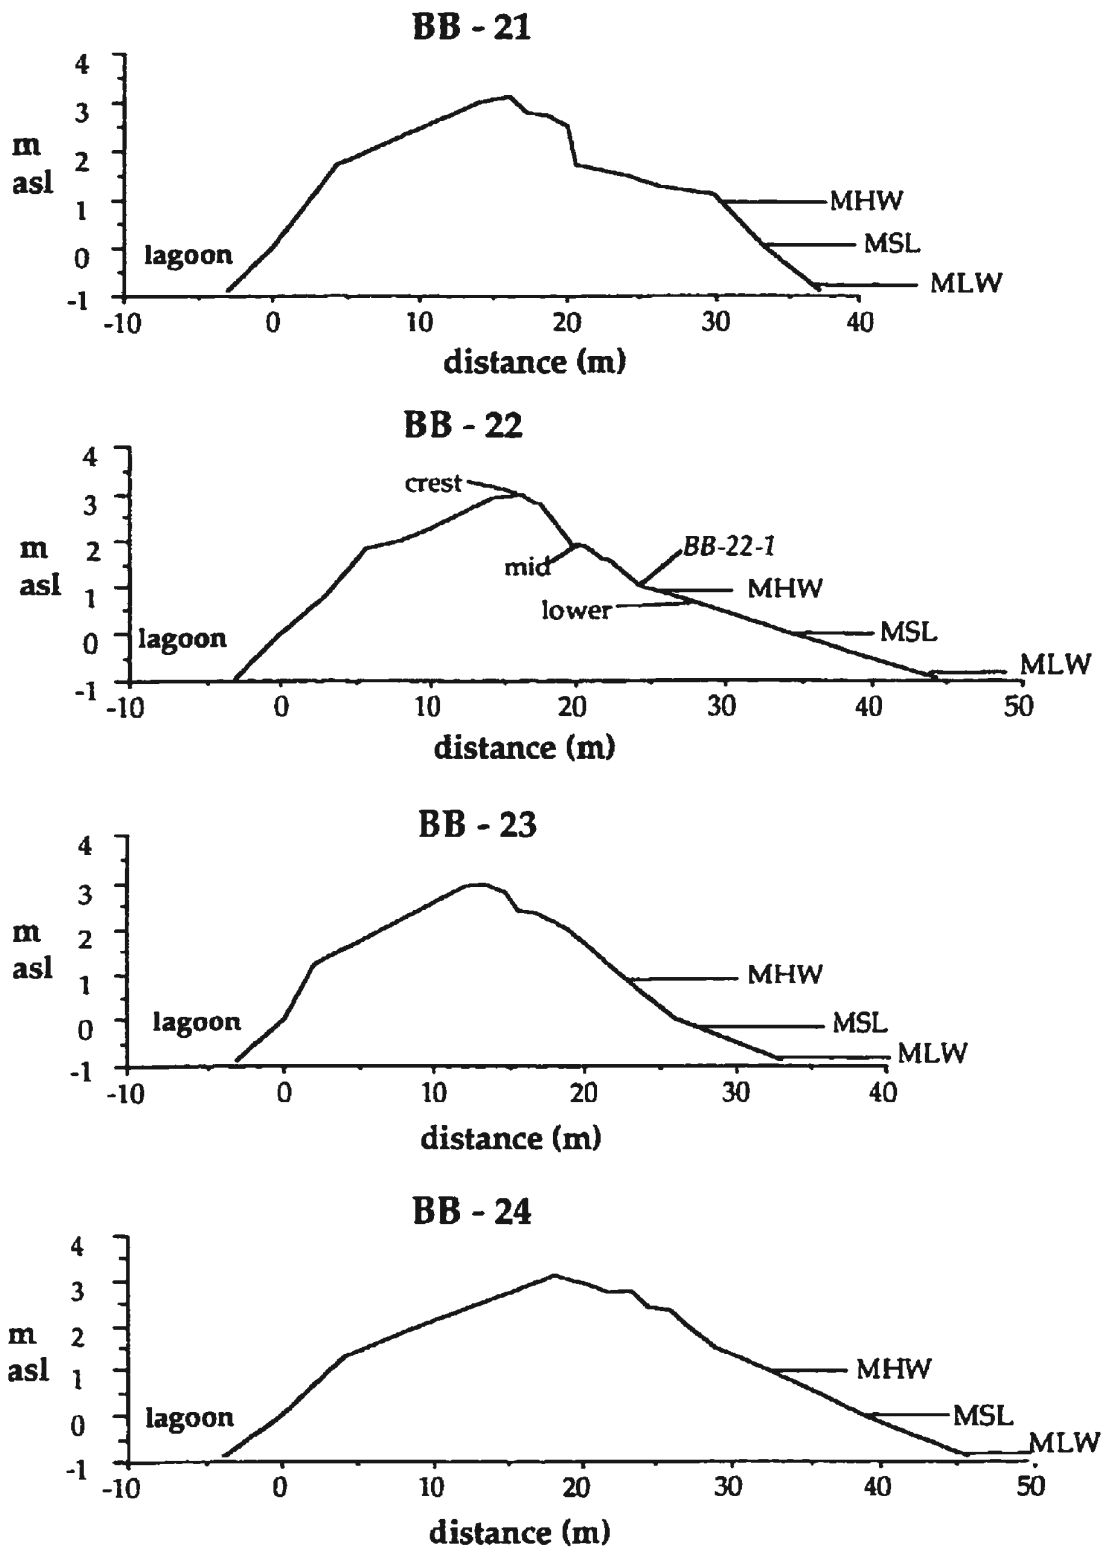 BB - 21
4
3
m
2
asl
1
MHW
0
lagoon
MSL
-1
MLW
-10 0 10 20 30 40
distance (m)
BB - 22
4
crest
3
m
2
BB-22-1
mid
asl
1
MHW
lower
0
lagoon
MSL
MLW
-1
-10 0 10 20 30 40 50
distance (m)
BB - 23
4
3
m
2
asl
1
MHW
0
lagoon
MSL
-1
MLW
-10 0 10 20 30 40
distance (m)
BB - 24
4
3
m
2
asl
1
MHW
0
lagoon
MSL
MLW
-1
-10 0 10 20 30 40 50
distance (m)